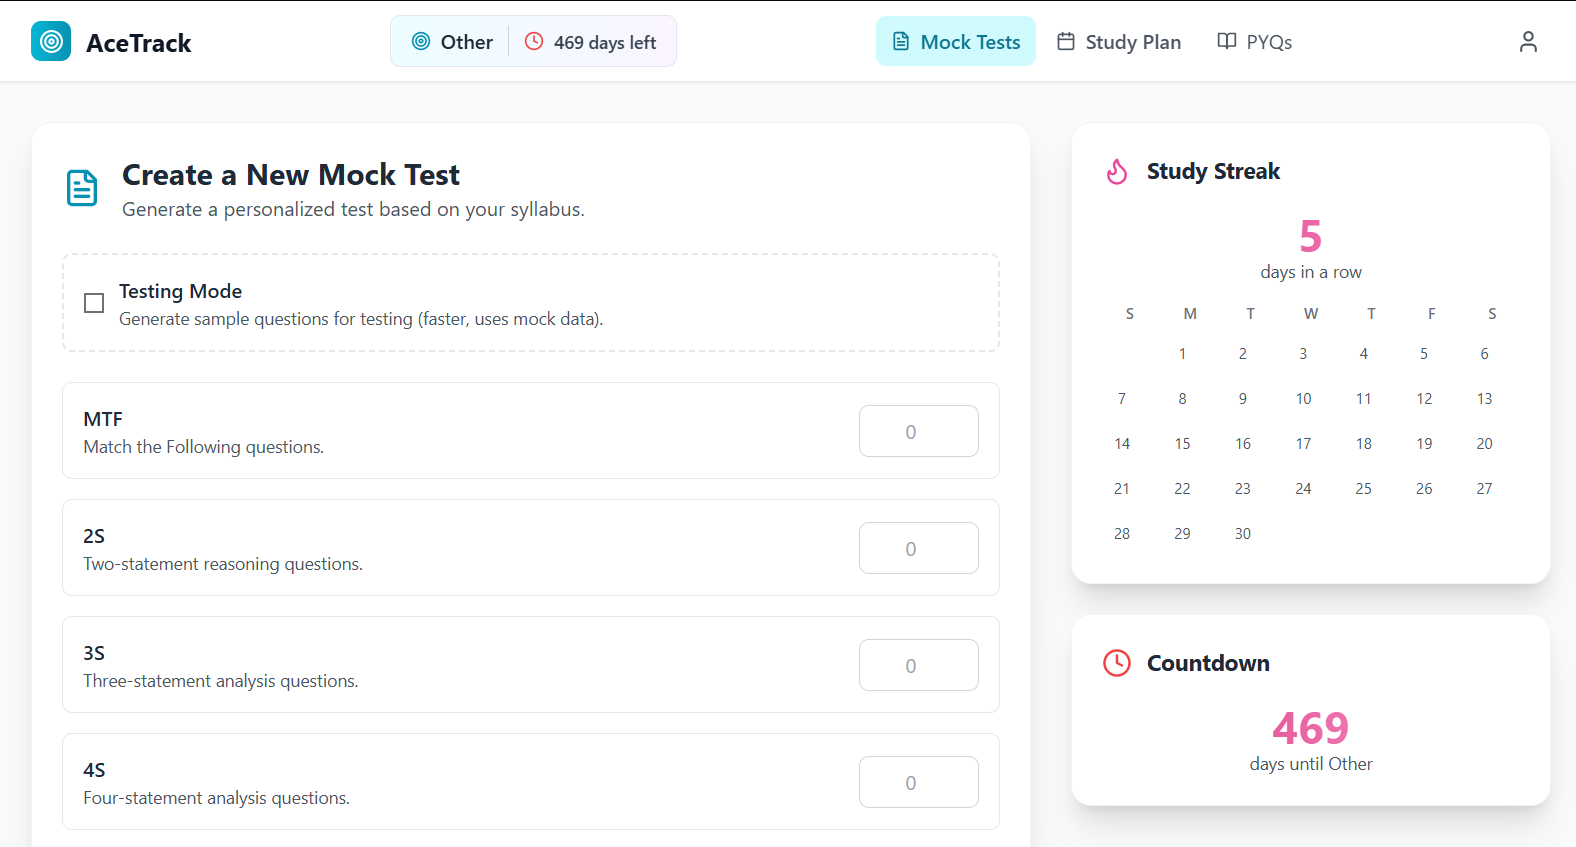 AceTrack
Other
469 days left
Mock Tests
Study Plan
PYQs
Create a New Mock Test
Generate a personalized test based on your syllabus.
Testing Mode
Generate sample questions for testing (faster, uses mock data).
MTF
Match the Following questions.
0
2S
Two-statement reasoning questions.
0
3S
Three-statement analysis questions.
0
4S
Four-statement analysis questions.
0
Study Streak
5
days in a row
S M T W T F S
1 2 3 4 5 6
7 8 9 10 11 12 13
14 15 16 17 18 19 20
21 22 23 24 25 26 27
28 29 30
Countdown
469
days until Other